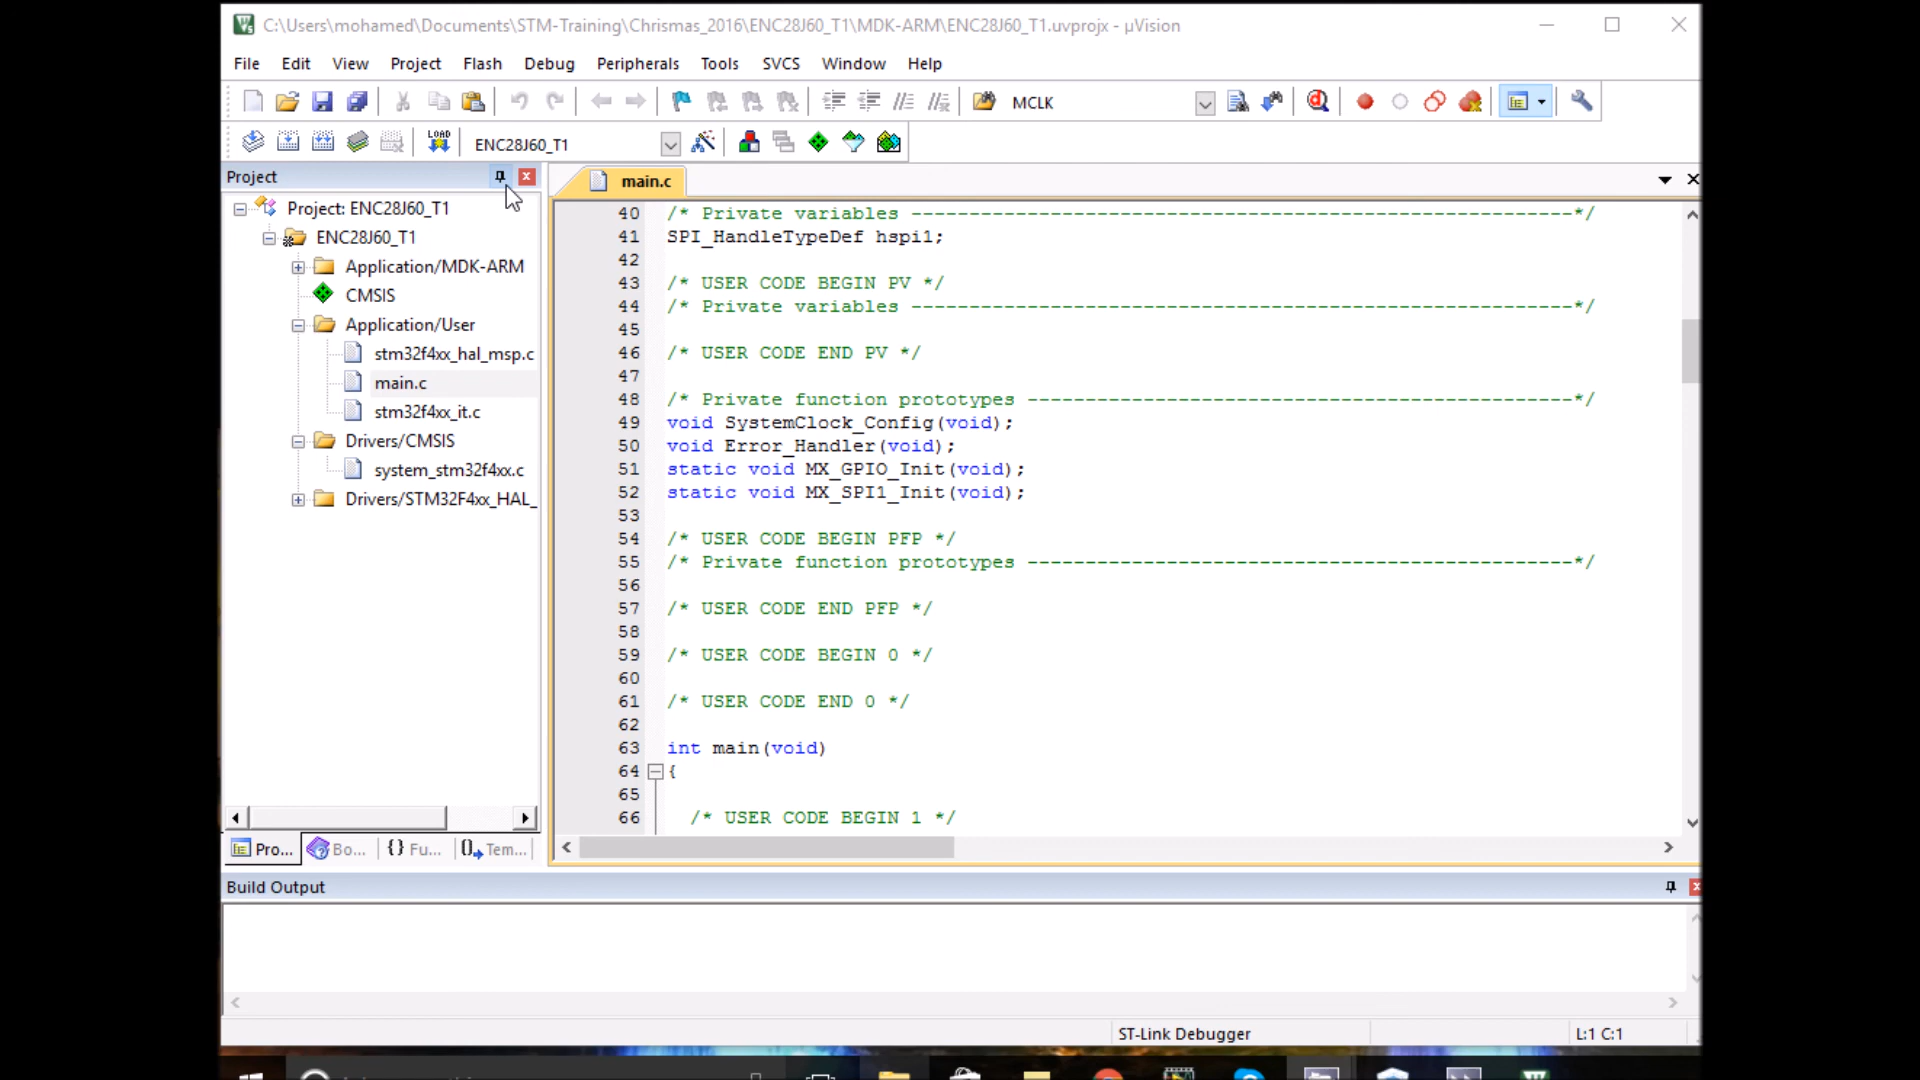 C:\Users\mohamed\Documents\STM-Training\Chrismas_2016\ENC28J60_T1\MDK-ARM\ENC28J60_T1.uvprojx - µVision
File Edit View Project Flash Debug Peripherals Tools SVCS Window Help
MCLK
LOAD ENC28J60_T1
Project
main.c
Project: ENC28J60_T1
ENC28J60_T1
Application/MDK-ARM
CMSIS
Application/User
stm32f4xx_hal_msp.c
main.c
stm32f4xx_it.c
Drivers/CMSIS
system_stm32f4xx.c
Drivers/STM32F4xx_HAL_
40 /* Private variables ---------------------------------------------------------*/
41 SPI_HandleTypeDef hspi1;
42
43 /* USER CODE BEGIN PV */
44 /* Private variables ---------------------------------------------------------*/
45
46 /* USER CODE END PV */
47
48 /* Private function prototypes -----------------------------------------------*/
49 void SystemClock_Config(void);
50 void Error_Handler(void);
51 static void MX_GPIO_Init(void);
52 static void MX_SPI1_Init(void);
53
54 /* USER CODE BEGIN PFP */
55 /* Private function prototypes -----------------------------------------------*/
56
57 /* USER CODE END PFP */
58
59 /* USER CODE BEGIN 0 */
60
61 /* USER CODE END 0 */
62
63 int main(void)
64 {
65
66 /* USER CODE BEGIN 1 */
Pro... Bo... {} Fu... Tem...
Build Output
ST-Link Debugger L:1 C:1